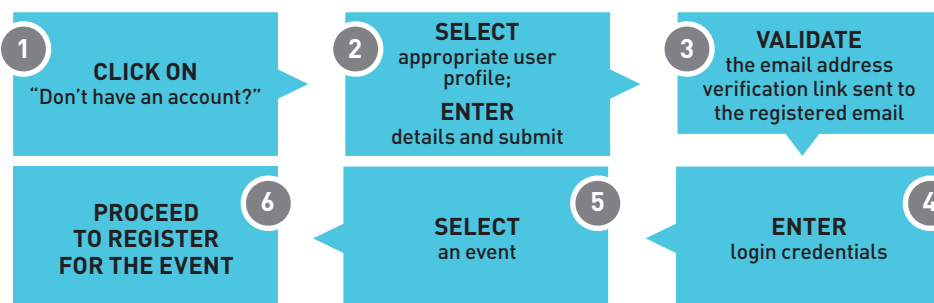 1
CLICK ON
“Don’t have an account?”
2
SELECT
appropriate user
profile;
ENTER
details and submit
3
VALIDATE
the email address
verification link sent to
the registered email
4
ENTER
login credentials
5
SELECT
an event
6
PROCEED
TO REGISTER
FOR THE EVENT